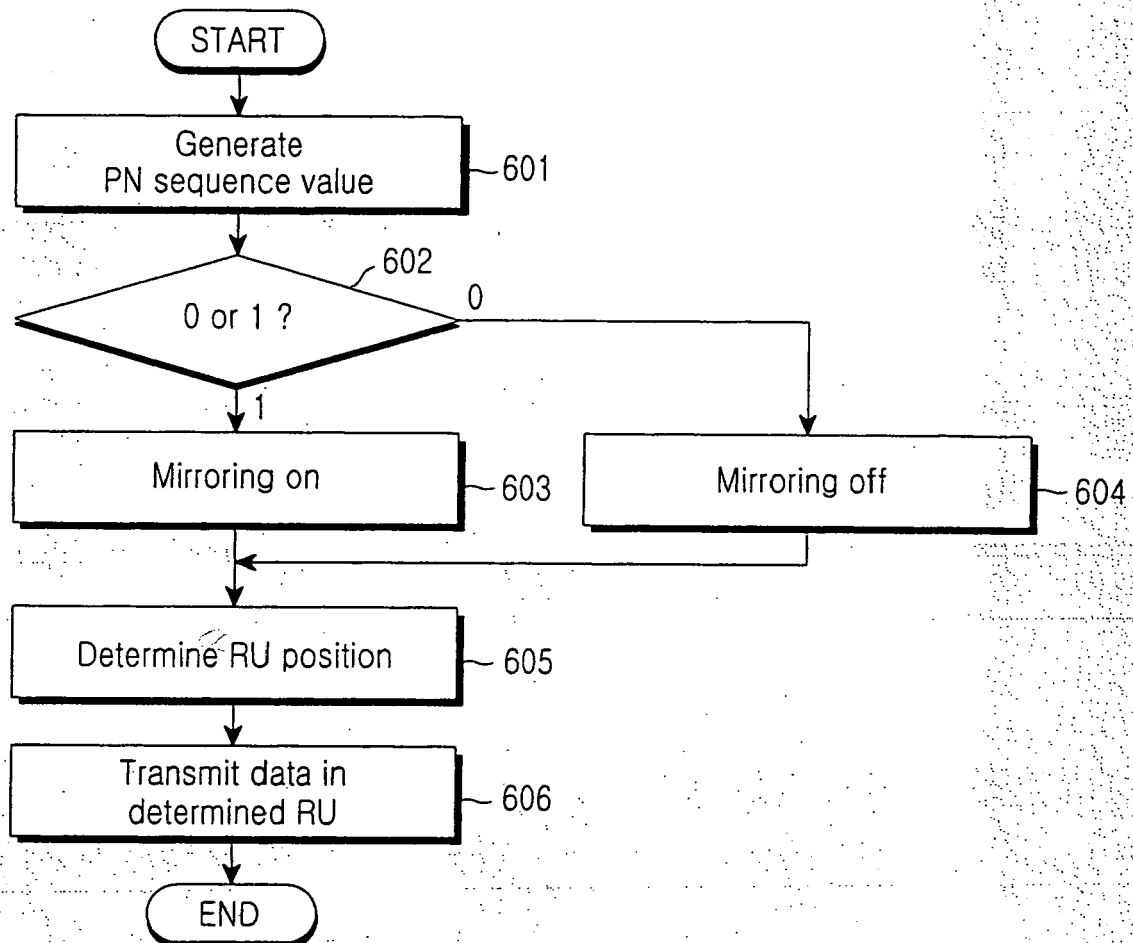 START
Generate
PN sequence value
601
602
0 or 1 ?
0
1
Mirroring on
603
Mirroring off
604
Determine RU position
605
Transmit data in
determined RU
606
END